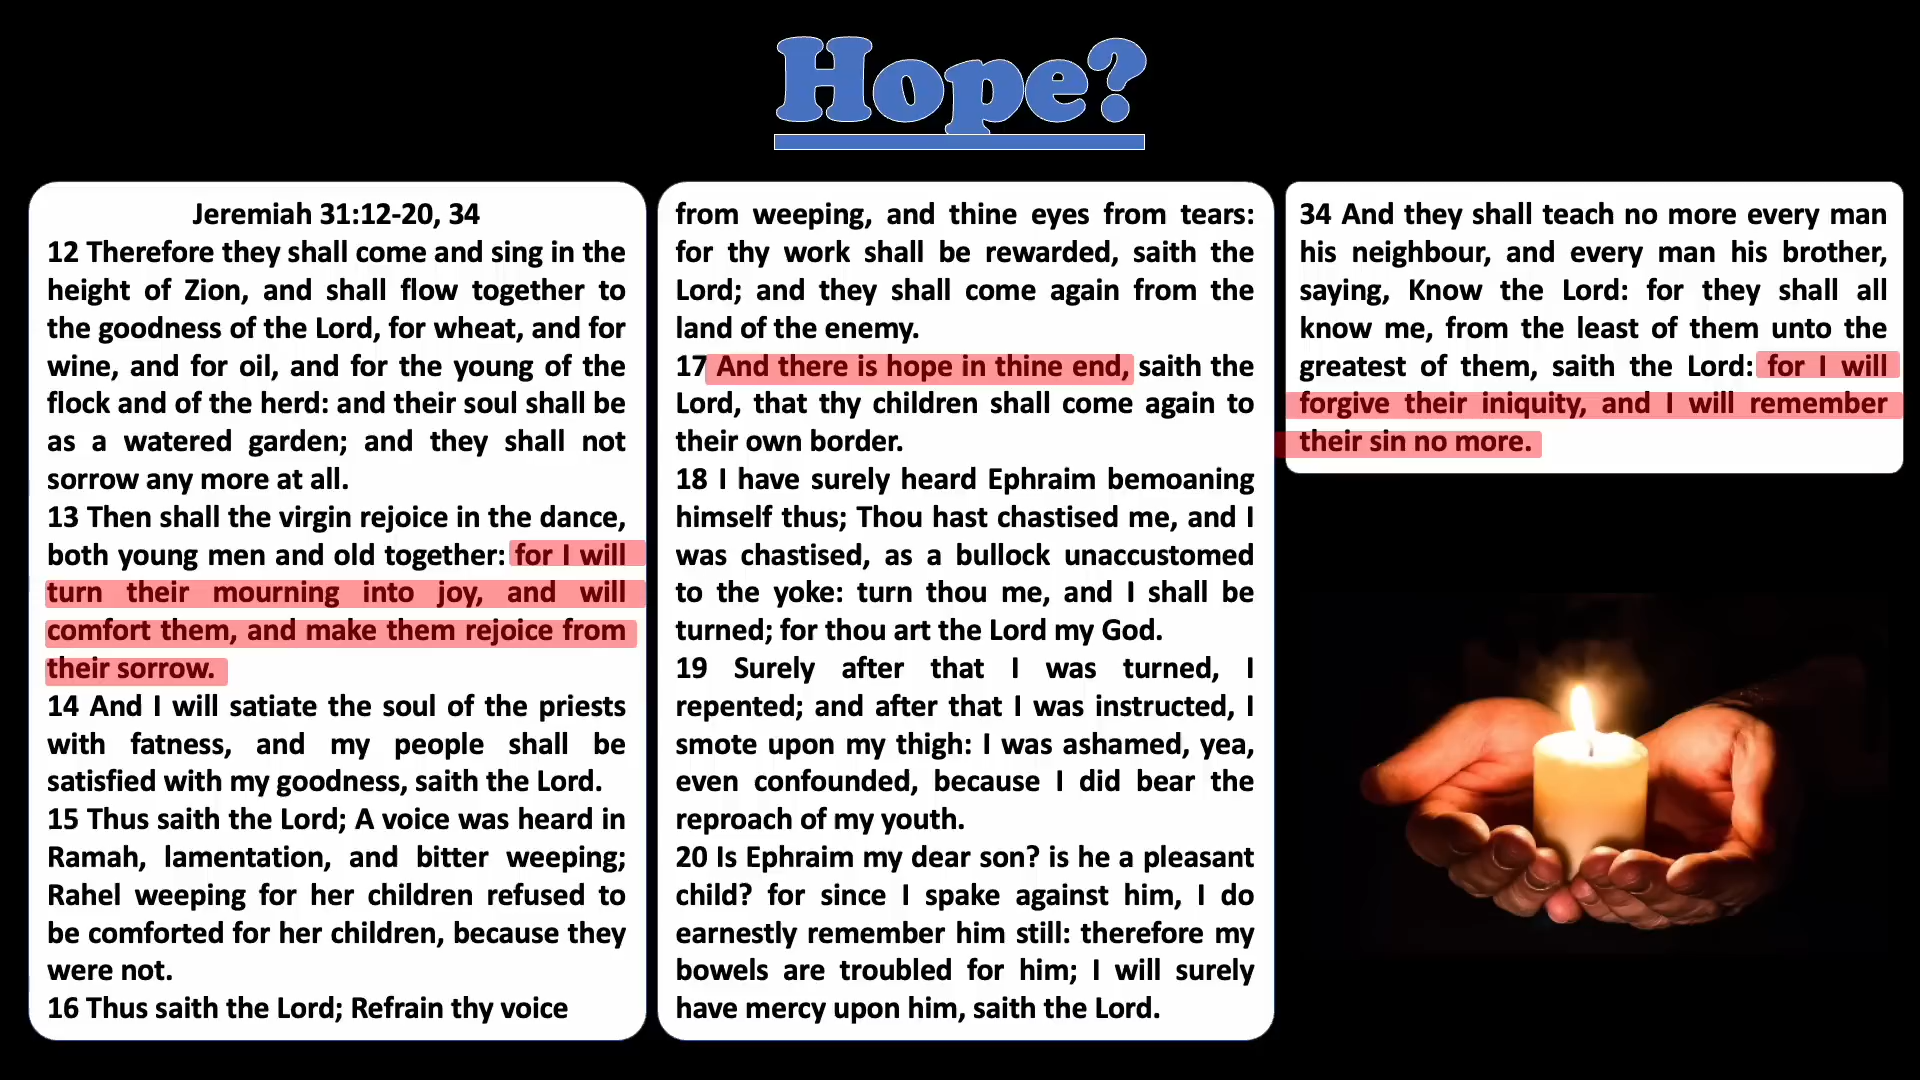 Hope?
Jeremiah 31:12-20, 34
12 Therefore they shall come and sing in the
height of Zion, and shall flow together to
the goodness of the Lord, for wheat, and for
wine, and for oil, and for the young of the
flock and of the herd: and their soul shall be
as a watered garden; and they shall not
sorrow any more at all.
13 Then shall the virgin rejoice in the dance,
both young men and old together: for I will
turn their mourning into joy, and will
comfort them, and make them rejoice from
their sorrow.
14 And I will satiate the soul of the priests
with fatness, and my people shall be
satisfied with my goodness, saith the Lord.
15 Thus saith the Lord; A voice was heard in
Ramah, lamentation, and bitter weeping;
Rahel weeping for her children refused to
be comforted for her children, because they
were not.
16 Thus saith the Lord; Refrain thy voice
from weeping, and thine eyes from tears:
for thy work shall be rewarded, saith the
Lord; and they shall come again from the
land of the enemy.
17 And there is hope in thine end, saith the
Lord, that thy children shall come again to
their own border.
18 I have surely heard Ephraim bemoaning
himself thus; Thou hast chastised me, and I
was chastised, as a bullock unaccustomed
to the yoke: turn thou me, and I shall be
turned; for thou art the Lord my God.
19 Surely after that I was turned, I
repented; and after that I was instructed, I
smote upon my thigh: I was ashamed, yea,
even confounded, because I did bear the
reproach of my youth.
20 Is Ephraim my dear son? is he a pleasant
child? for since I spake against him, I do
earnestly remember him still: therefore my
bowels are troubled for him; I will surely
have mercy upon him, saith the Lord.
34 And they shall teach no more every man
his neighbour, and every man his brother,
saying, Know the Lord: for they shall all
know me, from the least of them unto the
greatest of them, saith the Lord: for I will
forgive their iniquity, and I will remember
their sin no more.